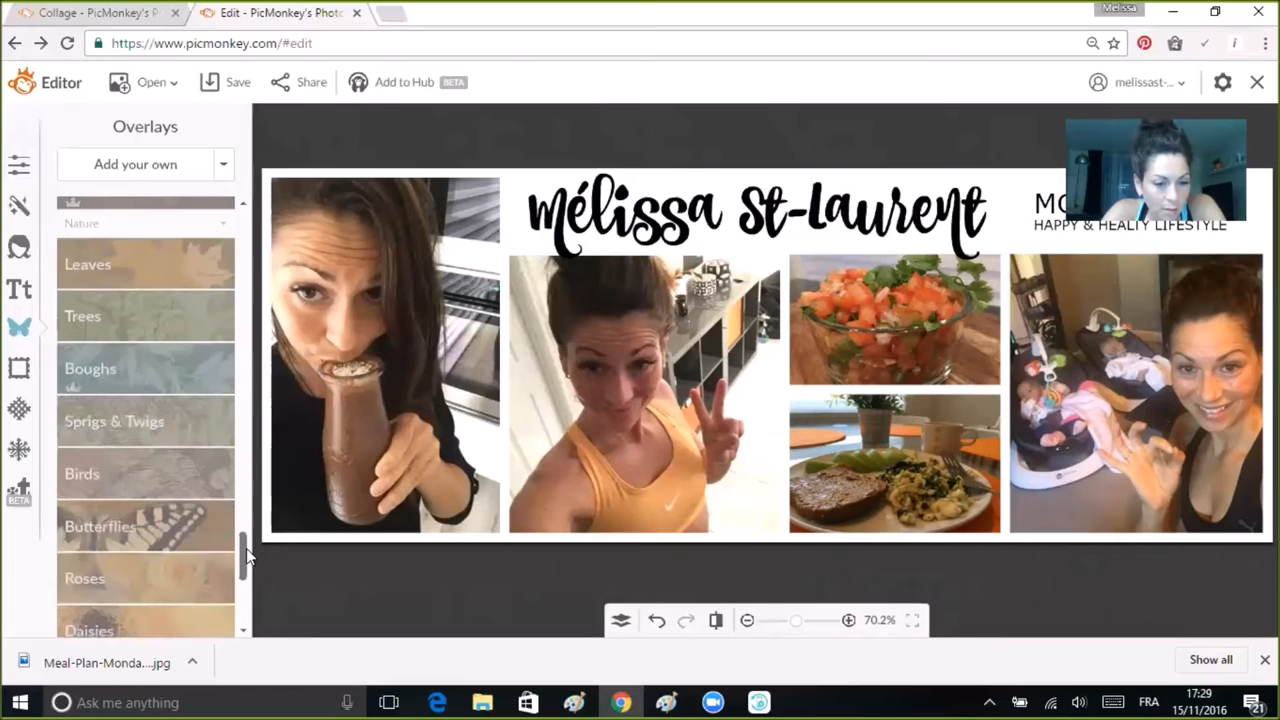 Collage - PicMonkey's P
Edit - PicMonkey's Photo
Melissa
https://www.picmonkey.com/#edit
Editor
Open
Save
Share
Add to Hub BETA
melissast-...
Overlays
Add your own
Nature
Leaves
Trees
Boughs
Sprigs & Twigs
Birds
Butterflies
Roses
Daisies
BETA
mélissa St-Laurent
HAPPY & HEALTY LIFESTYLE
70.2%
Meal-Plan-Monda....jpg
Show all
Ask me anything
FRA
17:29
15/11/2016
21